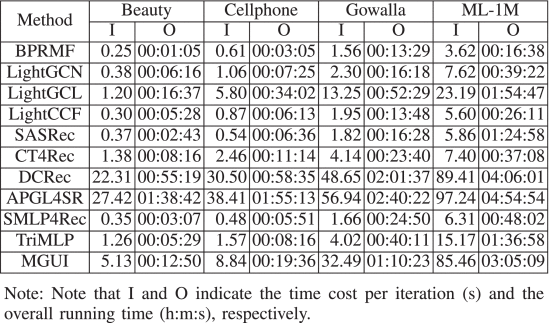 Method Beauty Cellphone Gowalla ML-1M
I O I O I O I O
BPRMF 0.25 00:01:05 0.61 00:03:05 1.56 00:13:29 3.62 00:16:38
LightGCN 0.38 00:06:16 1.06 00:07:25 2.30 00:16:18 7.62 00:39:22
LightGCL 1.20 00:16:37 5.80 00:34:02 13.25 00:52:29 23.19 01:54:47
LightCCF 0.30 00:05:28 0.87 00:06:13 1.95 00:13:48 5.60 00:26:11
SASRec 0.37 00:02:43 0.54 00:06:36 1.82 00:16:28 5.86 01:24:58
CT4Rec 1.38 00:08:16 2.46 00:11:14 4.14 00:23:40 7.40 00:37:08
DCRec 22.31 00:55:19 30.50 00:58:35 48.65 02:01:37 89.41 04:06:01
APGL4SR 27.42 01:38:42 38.41 01:55:13 56.94 02:40:22 97.24 04:54:54
SMLP4Rec 0.35 00:03:07 0.48 00:05:51 1.66 00:24:50 6.31 00:48:02
TriMLP 1.26 00:05:29 1.57 00:08:16 4.02 00:40:11 15.17 01:36:58
MGUI 5.13 00:12:50 8.84 00:19:36 32.49 01:10:23 85.46 03:05:09
Note: Note that I and O indicate the time cost per iteration (s) and the
overall running time (h:m:s), respectively.